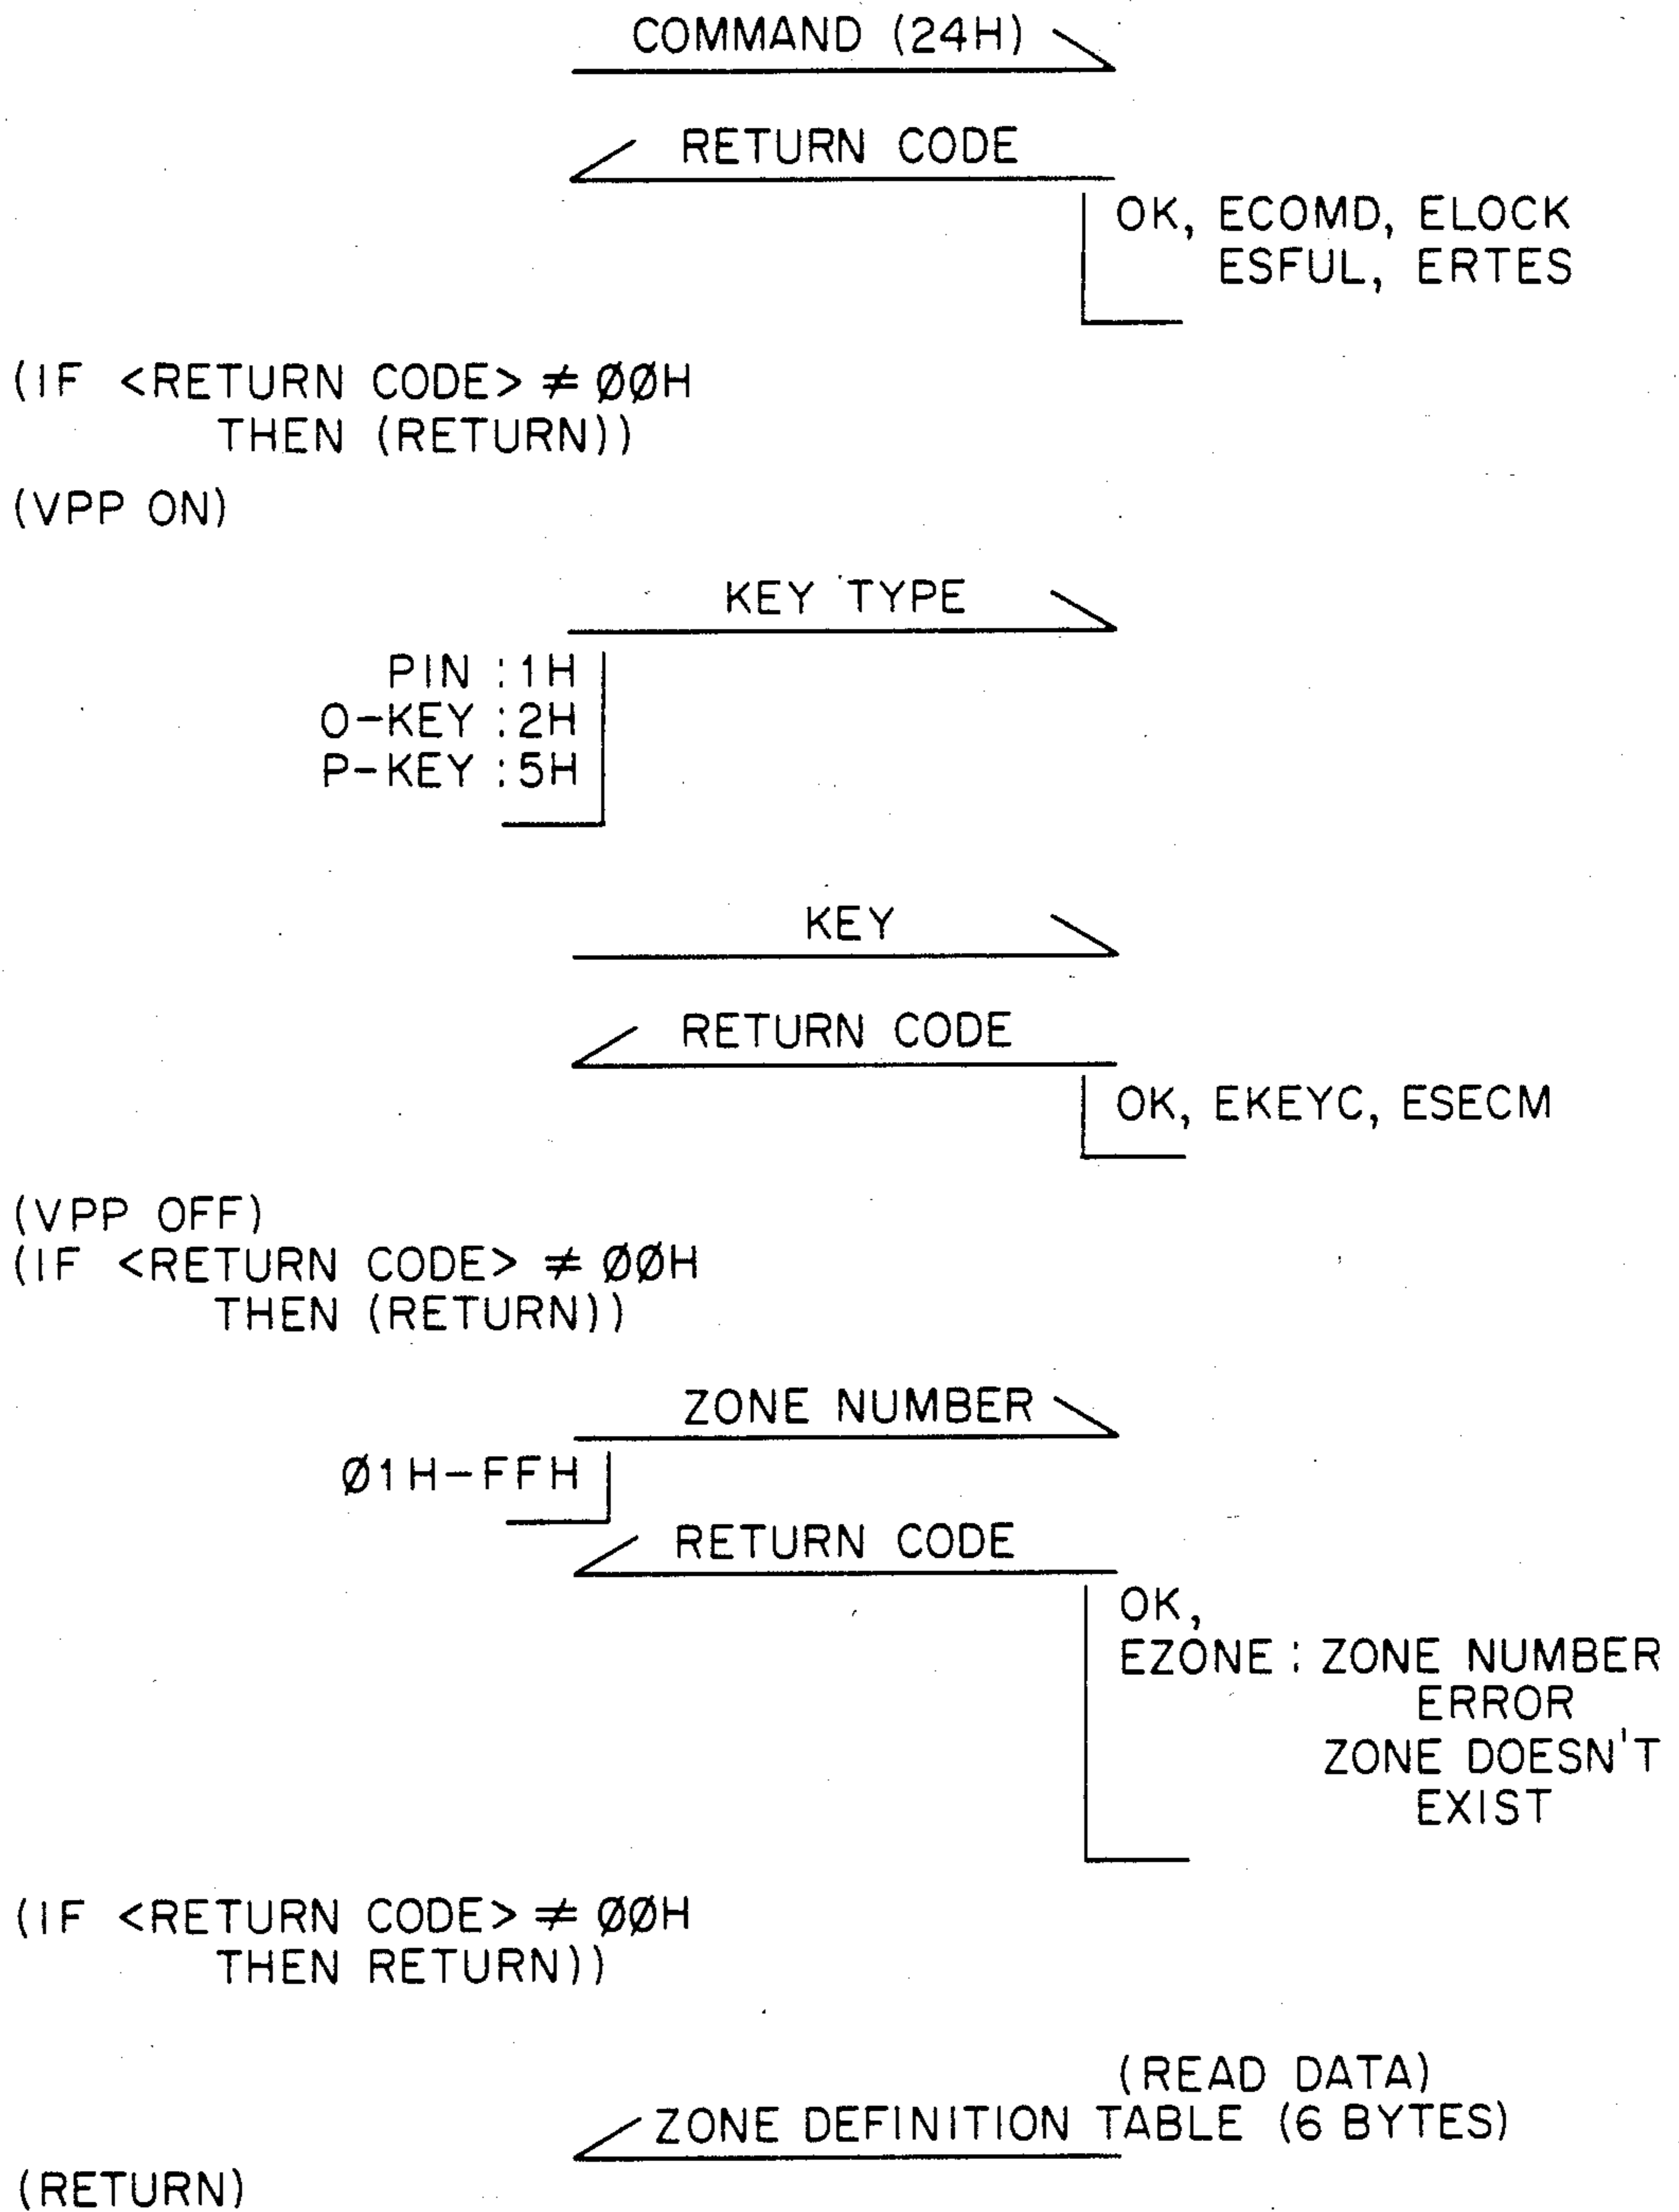 COMMAND (24H)
RETURN CODE
OK, ECOMD, ELOCK
ESFUL, ERTES
(IF <RETURN CODE> ≠ ØØH
THEN (RETURN))
(VPP ON)
KEY TYPE
PIN :1H
O-KEY :2H
P-KEY :5H
KEY
RETURN CODE
OK, EKEYC, ESECM
(VPP OFF)
(IF <RETURN CODE> ≠ ØØH
THEN (RETURN))
ZONE NUMBER
Ø1H-FFH
RETURN CODE
OK,
EZONE : ZONE NUMBER
ERROR
ZONE DOESN'T
EXIST
(IF <RETURN CODE> ≠ ØØH
THEN RETURN))
(READ DATA)
ZONE DEFINITION TABLE (6 BYTES)
(RETURN)